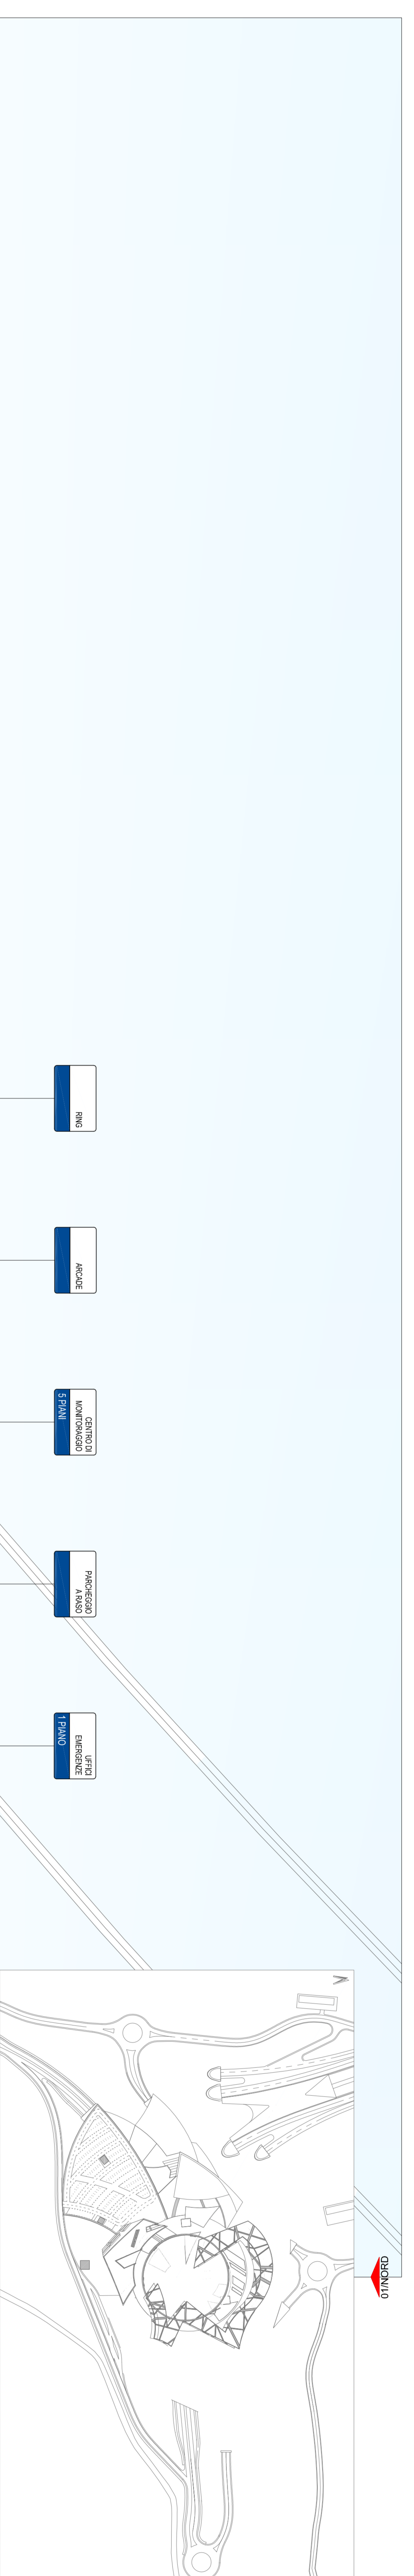 RING
ARCADE
CENTRO DI
MONITORAGGIO
5 PIANI
PARCHEGGIO
A RASO
UFFICI
EMERGENZE
1 PIANO
01/NORD